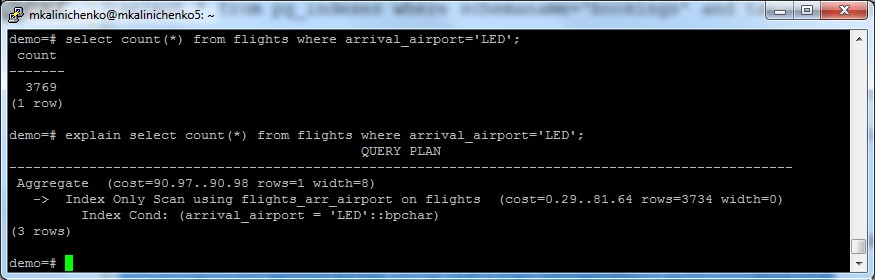 mkalinichenko@mkalinichenko5: ~
demo=# select count(*) from flights where arrival_airport='LED';
 count
-------
  3769
(1 row)
demo=# explain select count(*) from flights where arrival_airport='LED';
                                            QUERY PLAN
--------------------------------------------------------------------------------------------------
 Aggregate  (cost=90.97..90.98 rows=1 width=8)
   ->  Index Only Scan using flights_arr_airport on flights  (cost=0.29..81.64 rows=3734 width=0)
         Index Cond: (arrival_airport = 'LED'::bpchar)
(3 rows)
demo=#